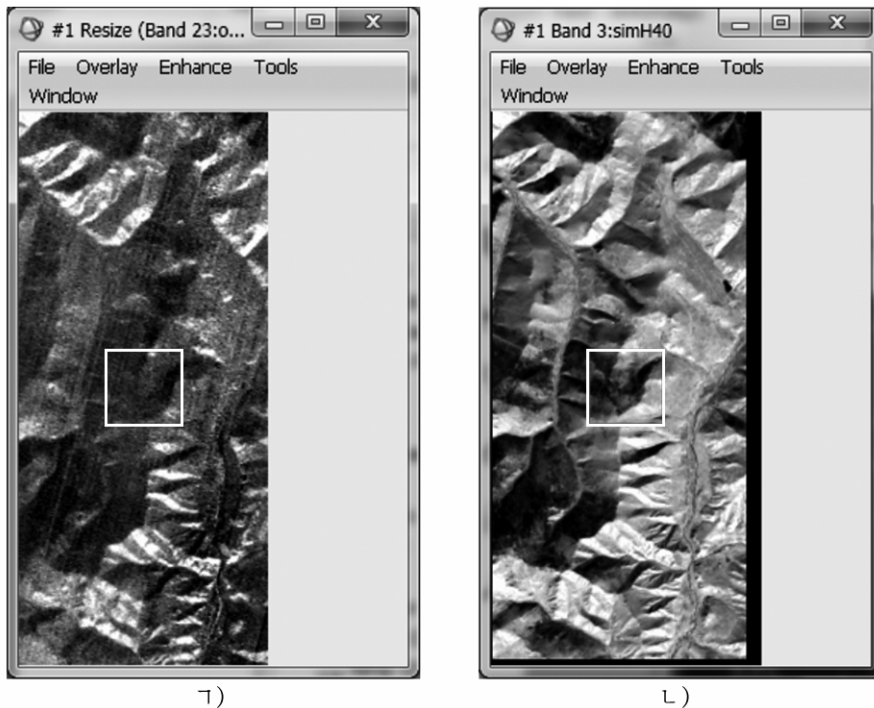 #1 Resize (Band 23:o...
File Overlay Enhance Tools
Window
#1 Band 3:simH40
File Overlay Enhance Tools
Window
ㄱ)
ㄴ)